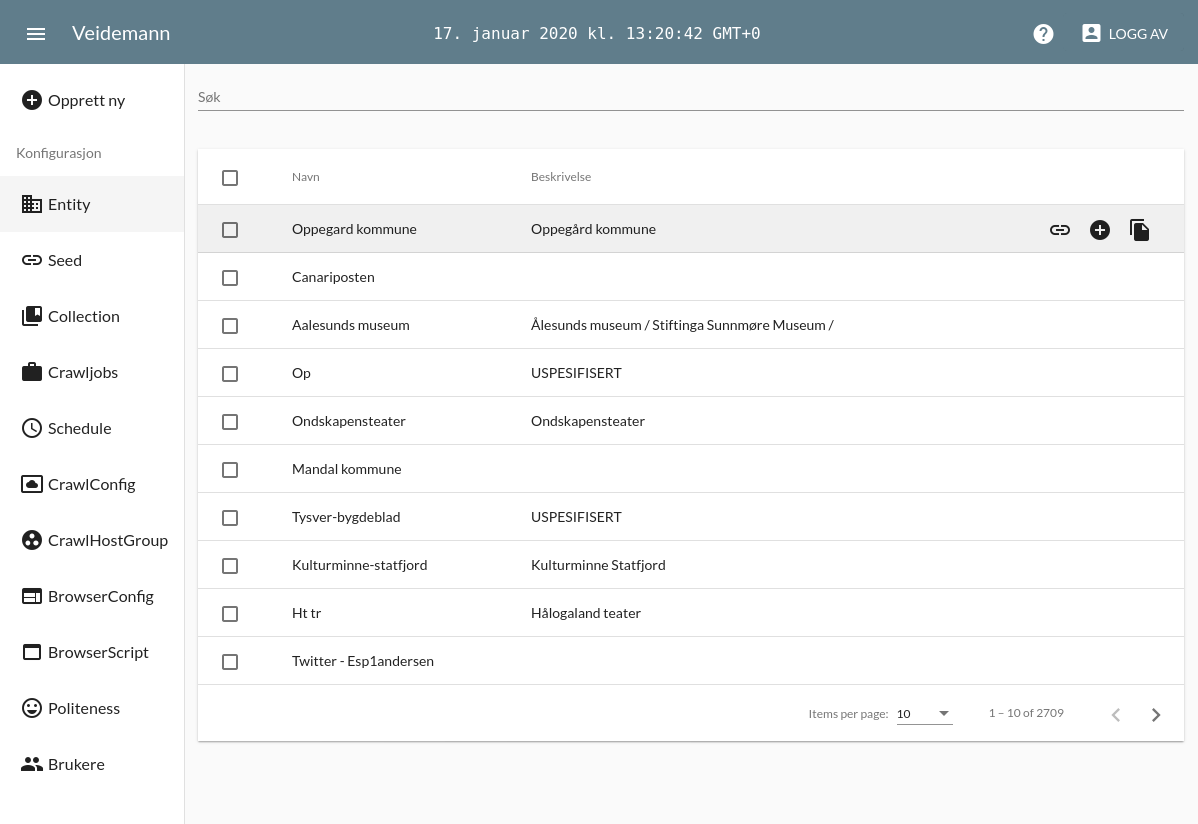 Veidemann
17. januar 2020 kl. 13:20:42 GMT+0
LOGG AV
Opprett ny
Konfigurasjon
Entity
Seed
Collection
Crawljobs
Schedule
CrawlConfig
CrawlHostGroup
BrowserConfig
BrowserScript
Politeness
Brukere
Søk
Navn Beskrivelse
Oppegard kommune Oppegård kommune
Canariposten
Aalesunds museum Ålesunds museum / Stiftinga Sunnmøre Museum /
Op USPESIFISERT
Ondskapensteater Ondskapensteater
Mandal kommune
Tysver-bygdeblad USPESIFISERT
Kulturminne-statfjord Kulturminne Statfjord
Ht tr Hålogaland teater
Twitter - Esp1andersen
Items per page: 10 1 – 10 of 2709